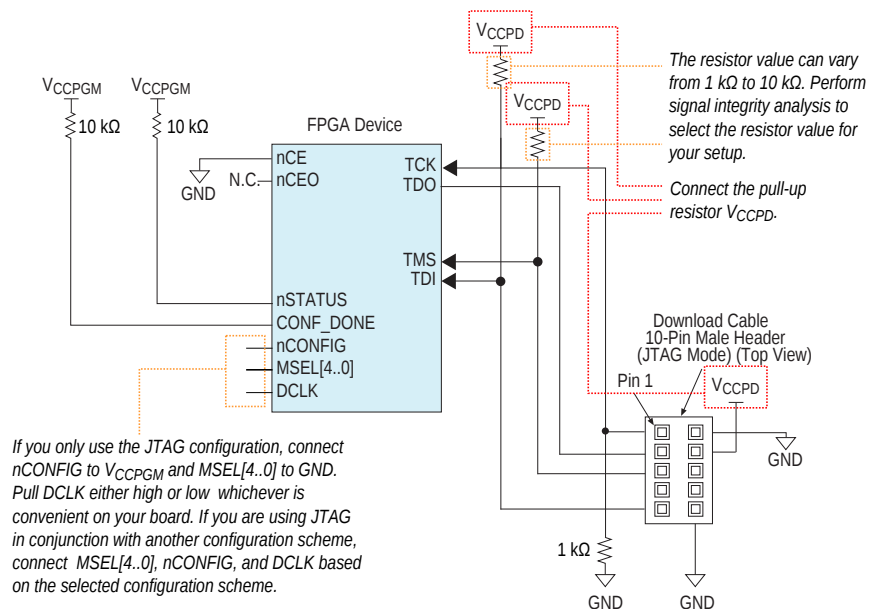 VCCPD
The resistor value can vary
from 1 kΩ to 10 kΩ. Perform
signal integrity analysis to
select the resistor value for
your setup.
VCCPGM
VCCPGM
VCCPD
10 kΩ
10 kΩ
FPGA Device
nCE
TCK
GND
N.C.
nCEO
TDO
Connect the pull-up
resistor VCCPD.
TMS
TDI
nSTATUS
CONF_DONE
nCONFIG
MSEL[4..0]
DCLK
Download Cable
10-Pin Male Header
(JTAG Mode) (Top View)
Pin 1
VCCPD
GND
If you only use the JTAG configuration, connect
nCONFIG to VCCPGM and MSEL[4..0] to GND.
Pull DCLK either high or low whichever is
convenient on your board. If you are using JTAG
in conjunction with another configuration scheme,
connect MSEL[4..0], nCONFIG, and DCLK based
on the selected configuration scheme.
1 kΩ
GND
GND